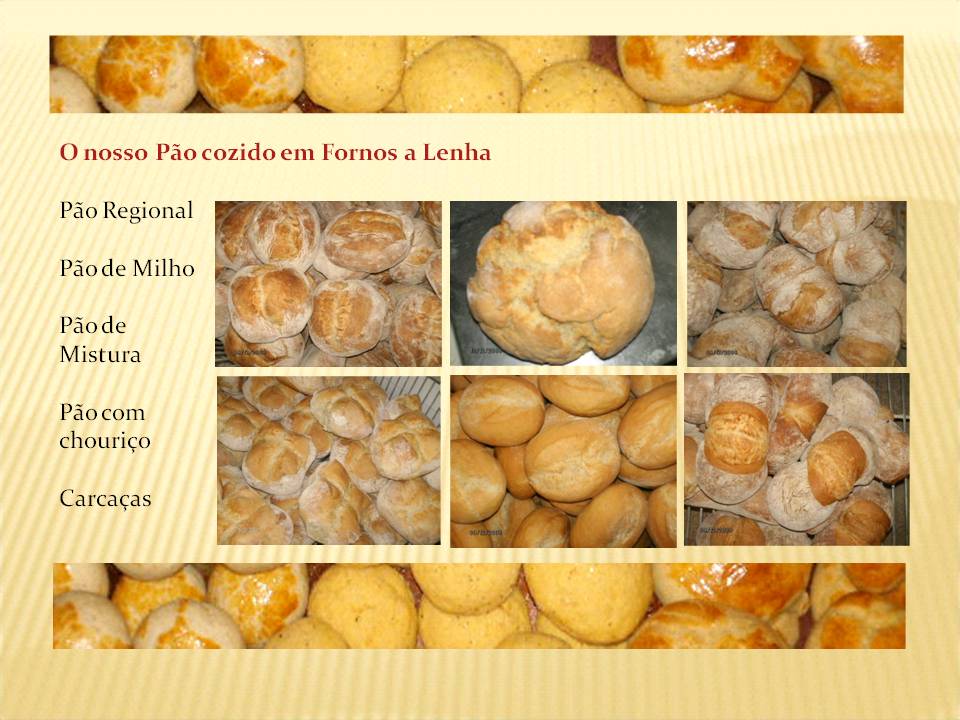 O nosso Pão cozido em Fornos a Lenha
Pão Regional
Pão de Milho
Pão de
Mistura
Pão com
chouriço
Carcaças